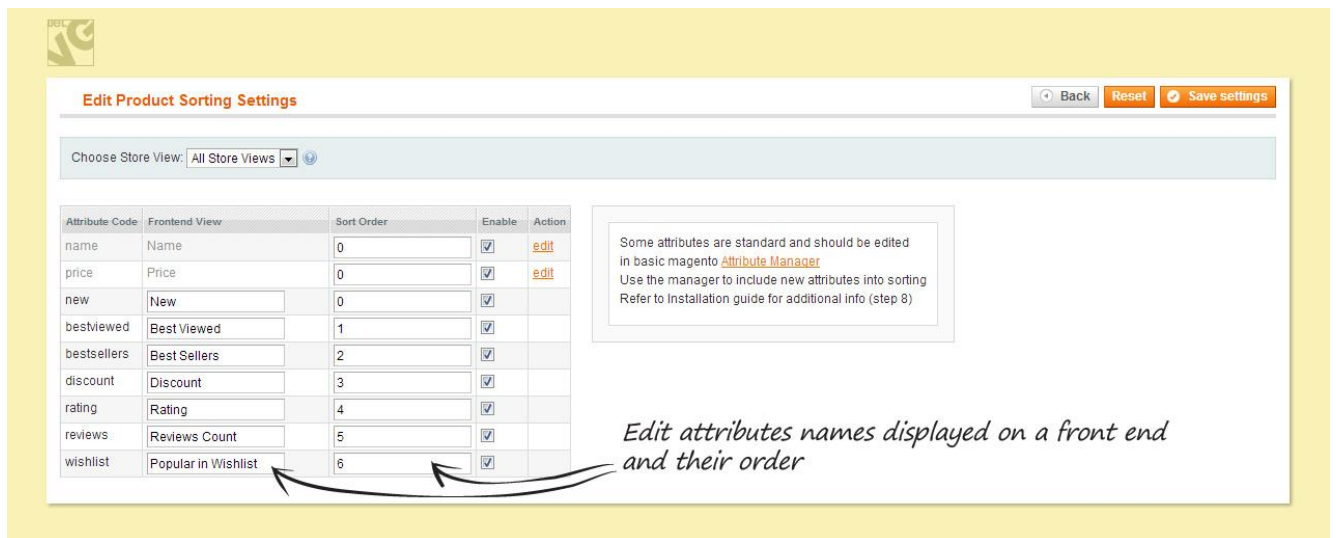 Edit Product Sorting Settings
Back Reset Save settings
Choose Store View: All Store Views
Attribute Code Frontend View Sort Order Enable Action
name Name 0 edit
price Price 0 edit
new New 0
bestviewed Best Viewed 1
bestsellers Best Sellers 2
discount Discount 3
rating Rating 4
reviews Reviews Count 5
wishlist Popular in Wishlist 6
Some attributes are standard and should be edited
in basic magento Attribute Manager
Use the manager to include new attributes into sorting
Refer to Installation guide for additional info (step 8)
Edit attributes names displayed on a front end
and their order